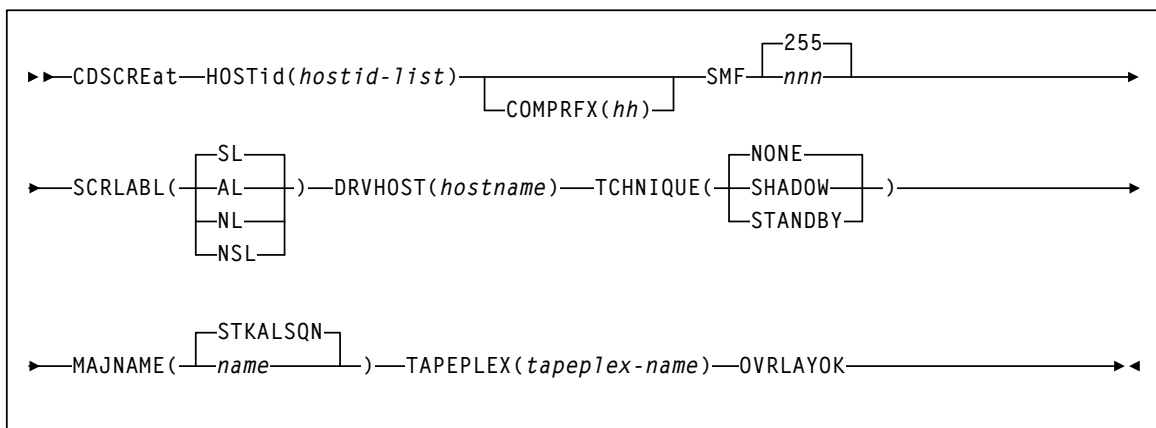 255
CDSCREat HOSTid(hostid-list) SMF nnn
COMPRFX(hh)
SL NONE
SCRLABL( AL ) DRVHOST(hostname) TCHNIQUE( SHADOW )
NL STANDBY
NSL
STKALSQN
MAJNAME( name ) TAPEPLEX(tapeplex-name) OVRLAYOK